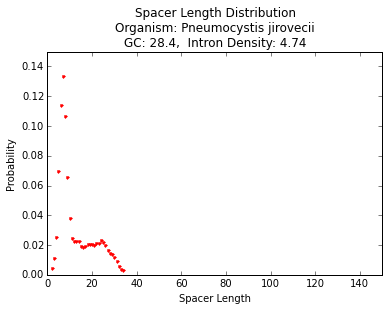 Spacer Length Distribution
Organism: Pneumocystis jirovecii
GC: 28.4,  Intron Density: 4.74
0.14
0.12
0.10
0.08
0.06
0.04
0.02
0.00
Probability
0 20 40 60 80 100 120 140
Spacer Length